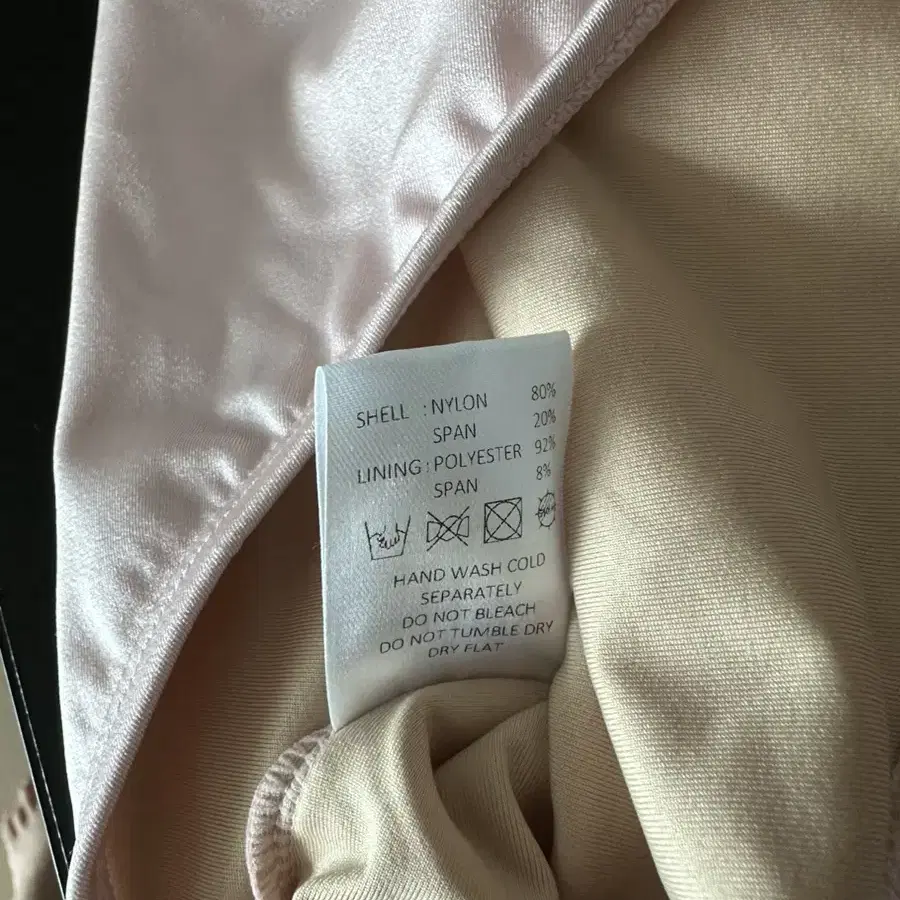 SHELL : NYLON 80%
SPAN 20%
LINING : POLYESTER 92%
SPAN 8%
HAND WASH COLD
SEPARATELY
DO NOT BLEACH
DO NOT TUMBLE DRY
DRY FLAT